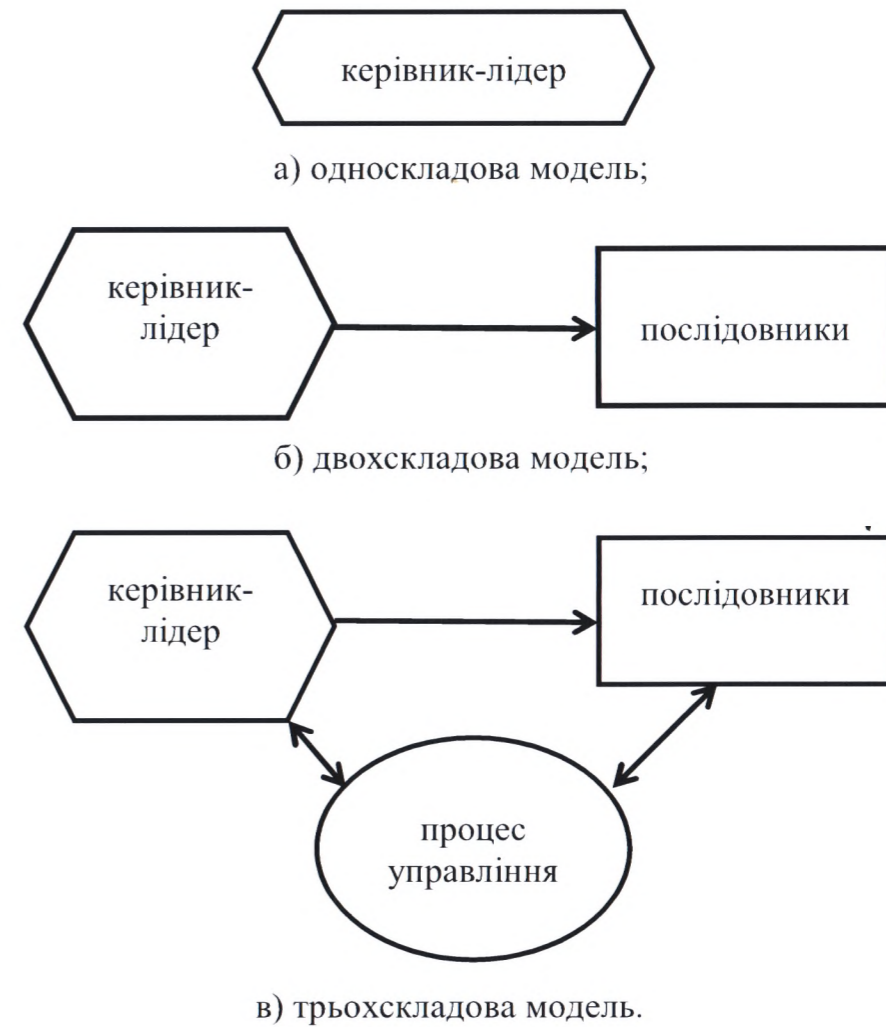 керівник-лідер
а) односкладова модель;
керівник-
лідер
послідовники
б) двохскладова модель;
керівник-
лідер
послідовники
процес
управління
в) трьохскладова модель.